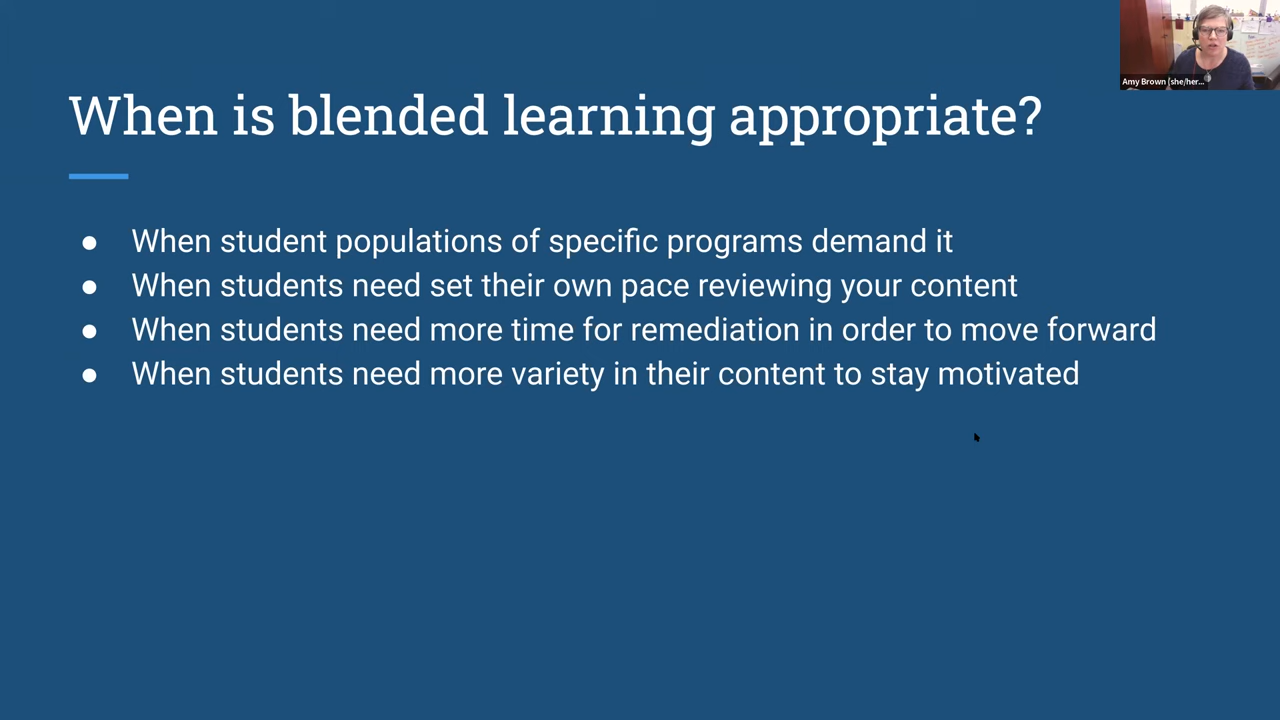 Amy Brown (she/her...
When is blended learning appropriate?
● When student populations of specific programs demand it
● When students need set their own pace reviewing your content
● When students need more time for remediation in order to move forward
● When students need more variety in their content to stay motivated